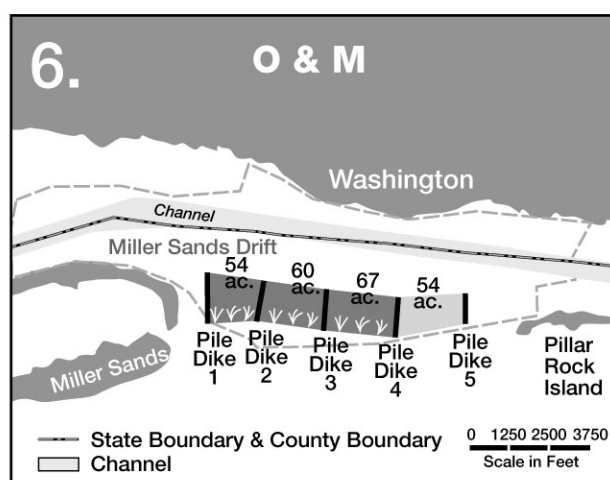 6.
O & M
Washington
Channel
Miller Sands Drift
54
ac.
60
ac.
67
ac.
54
ac.
Pile
Dike
1
Pile
Dike
2
Pile
Dike
3
Pile
Dike
4
Pile
Dike
5
Pillar
Rock
Island
Miller Sands
State Boundary & County Boundary
Channel
0 1250 2500 3750
Scale in Feet